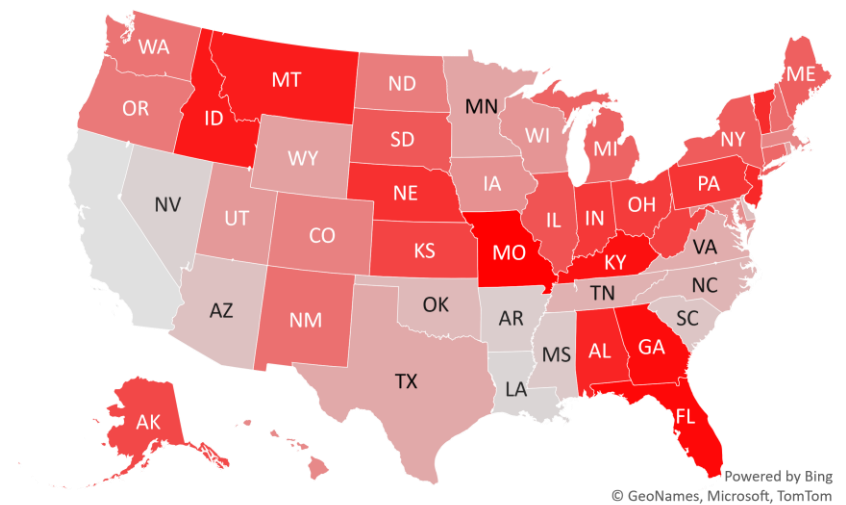 WA
MT
ND
MN
ME
OR
ID
SD
WI
MI
NY
WY
NE
IA
PA
NV
UT
CO
IL
IN
OH
KS
MO
KY
VA
AZ
NM
OK
TN
NC
AR
SC
TX
MS
AL
GA
LA
AK
FL
Powered by Bing
© GeoNames, Microsoft, TomTom